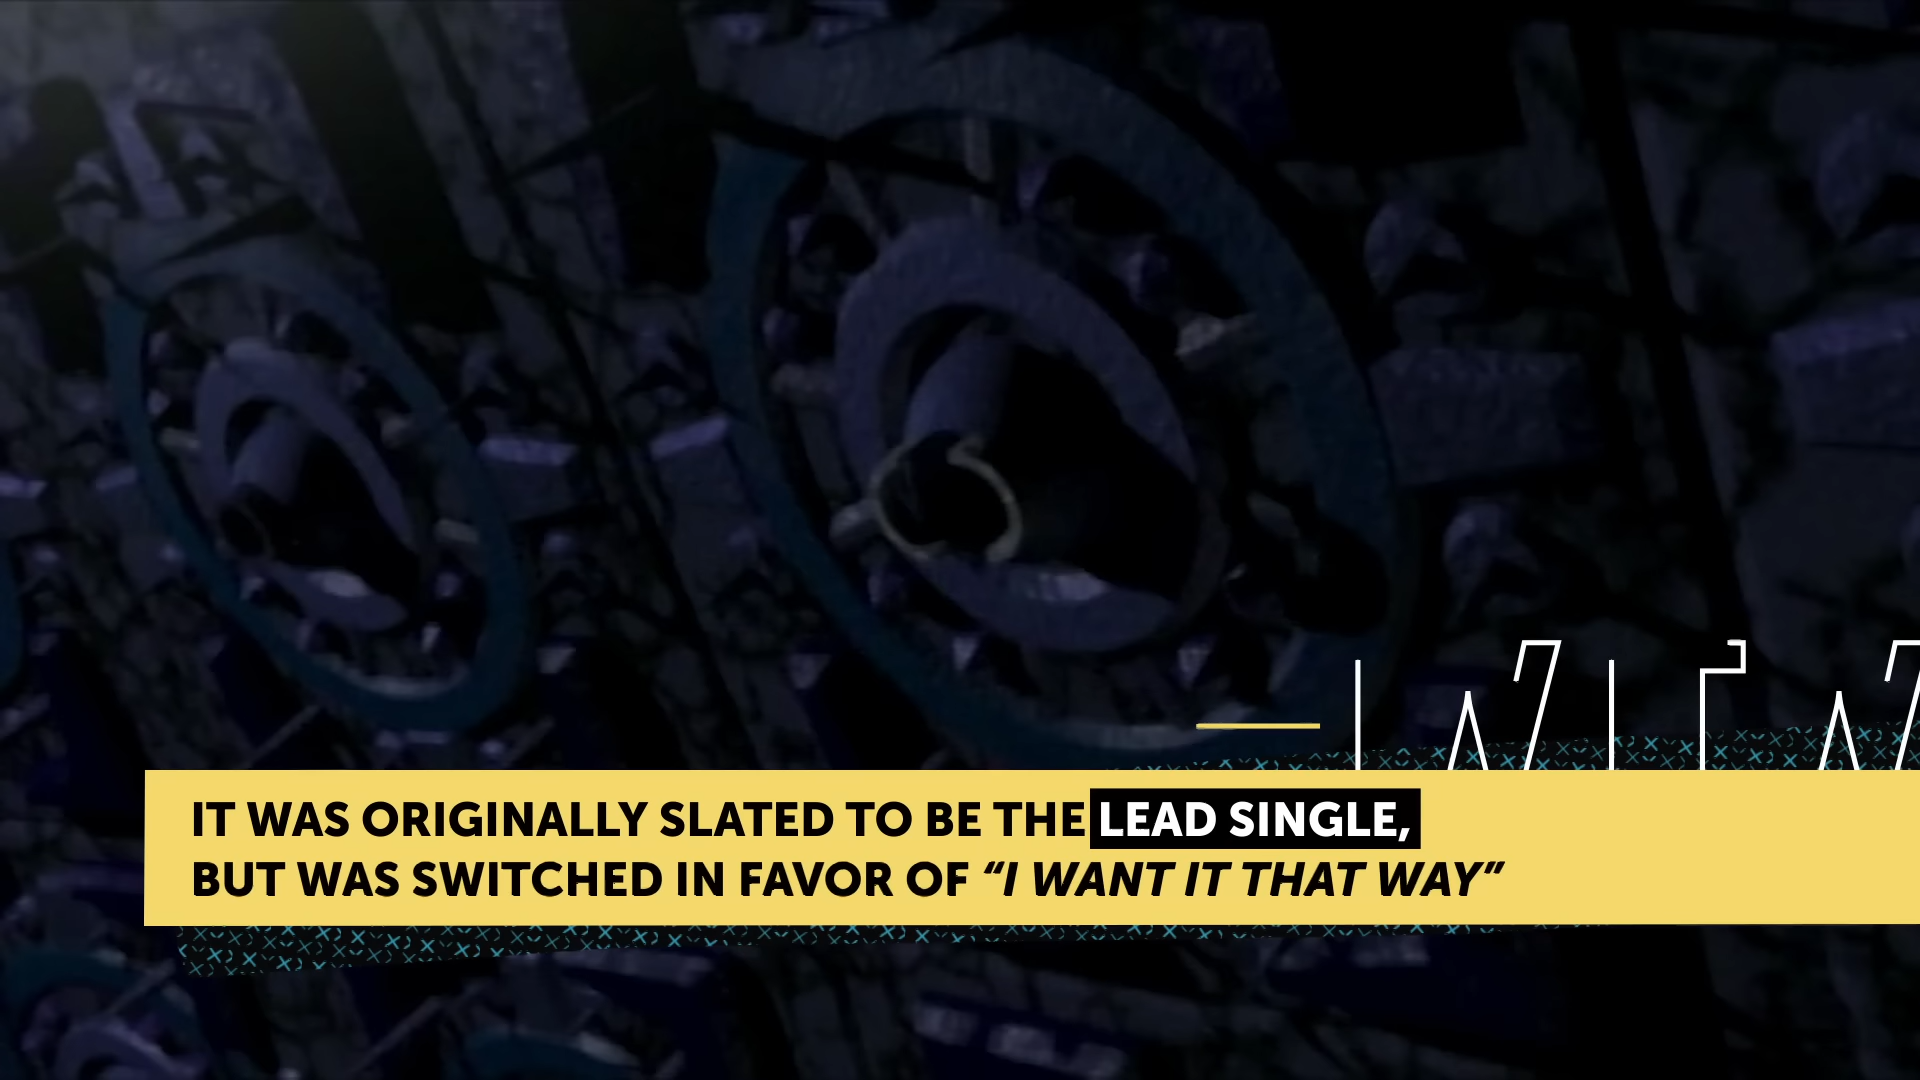 IT WAS ORIGINALLY SLATED TO BE THE LEAD SINGLE,
BUT WAS SWITCHED IN FAVOR OF “I WANT IT THAT WAY”